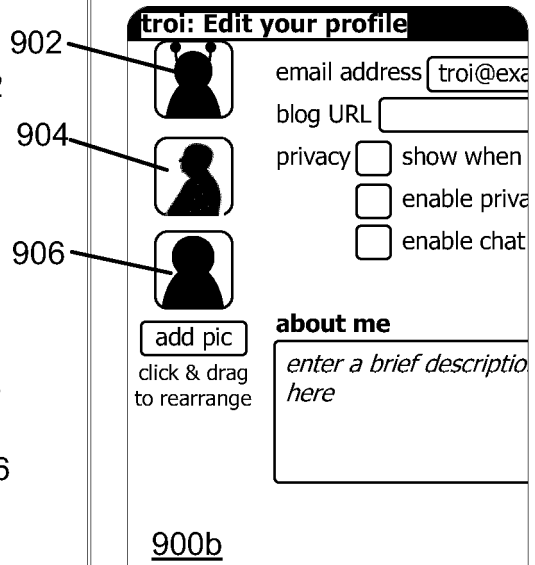 troi: Edit your profile
902
904
906
email address troi@exa
blog URL
privacy show when
enable priva
enable chat
add pic
click & drag
to rearrange
about me
enter a brief descriptio
here
6
900b